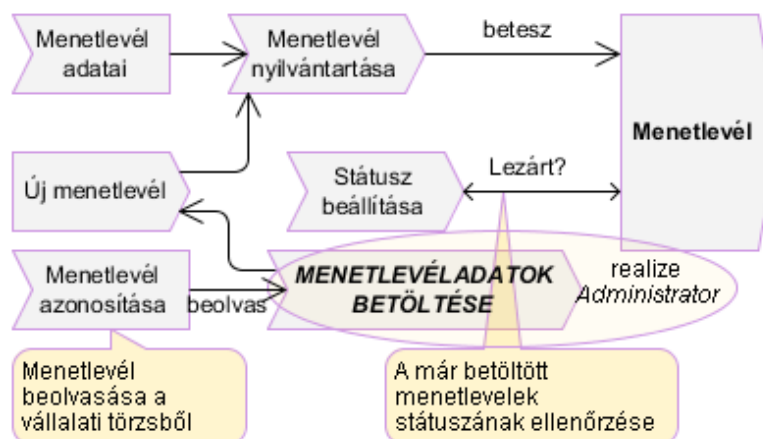 Menetlevél
adatai
Menetlevél
nyilvántartása
betesz
Menetlevél
Új menetlevél
Státusz
beállítása
Lezárt?
Menetlevél
azonosítása
beolvas
MENETLEVÉLADATOK
BETÖLTÉSE
realize
Administrator
Menetlevél
beolvasása a
vállalati törzsből
A már betöltött
menetlevelek
státuszának ellenőrzése